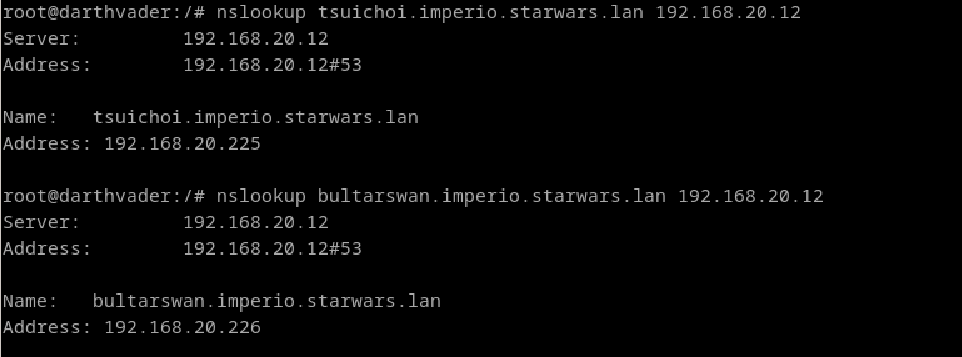 root@darthvader:/# nslookup tsuichoi.imperio.starwars.lan 192.168.20.12
Server:         192.168.20.12
Address:        192.168.20.12#53

Name:   tsuichoi.imperio.starwars.lan
Address: 192.168.20.225

root@darthvader:/# nslookup bultarswan.imperio.starwars.lan 192.168.20.12
Server:         192.168.20.12
Address:        192.168.20.12#53

Name:   bultarswan.imperio.starwars.lan
Address: 192.168.20.226